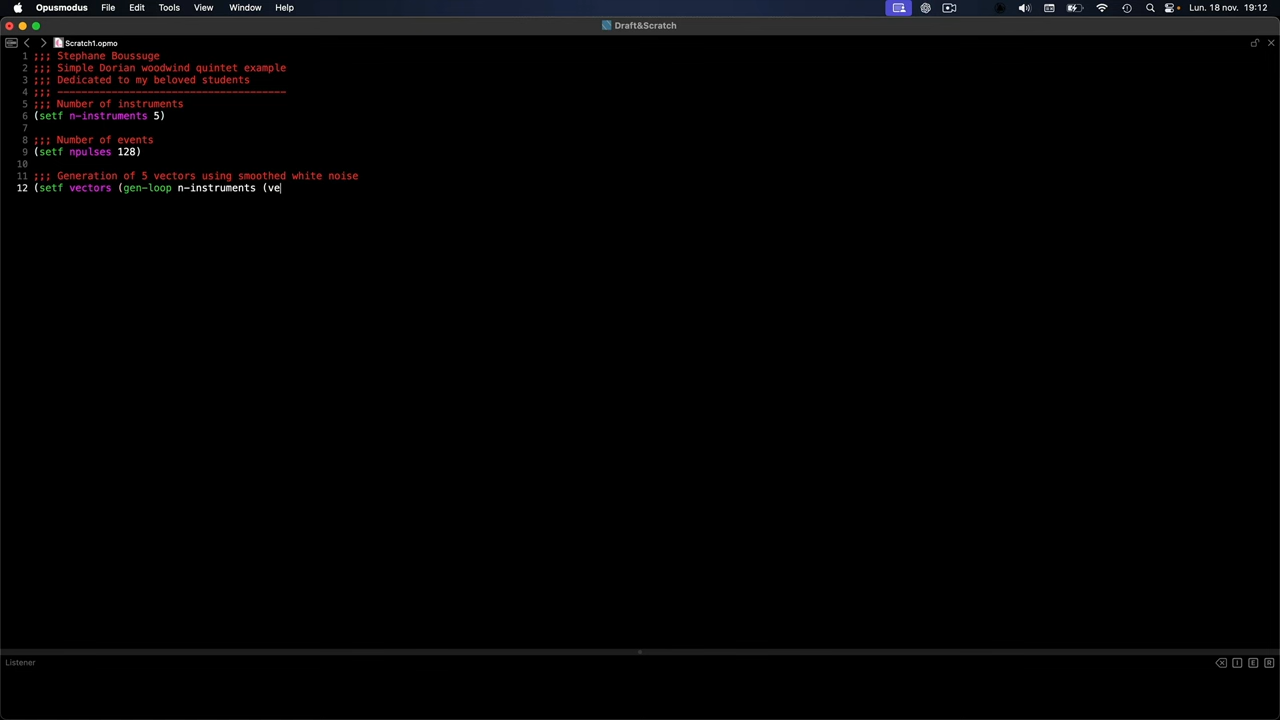 Opusmodus File Edit Tools View Window Help Lun. 18 nov. 19:12
Draft&Scratch
Scratch1.opmo
1 ;;; Stephane Boussuge
2 ;;; Simple Dorian woodwind quintet example
3 ;;; Dedicated to my beloved students
4 ;;; --------------------------------------
5 ;;; Number of instruments
6 (setf n-instruments 5)
7
8 ;;; Number of events
9 (setf npulses 128)
10
11 ;;; Generation of 5 vectors using smoothed white noise
12 (setf vectors (gen-loop n-instruments (ve
Listener I E R